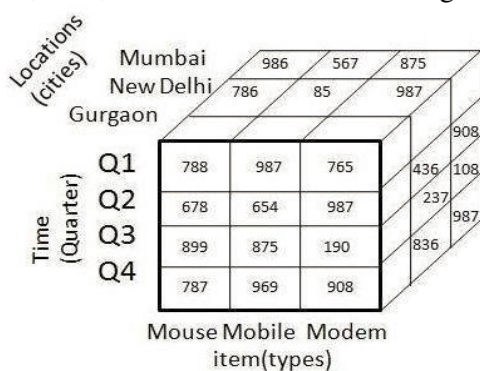 Locations
(cities)
Mumbai
New Delhi
Gurgaon
986 567 875
786 85 987
Time
(Quarter)
Q1
Q2
Q3
Q4
788 987 765
678 654 987
899 875 190
787 969 908
908
436 108
237
987
836
Mouse Mobile Modem
item(types)